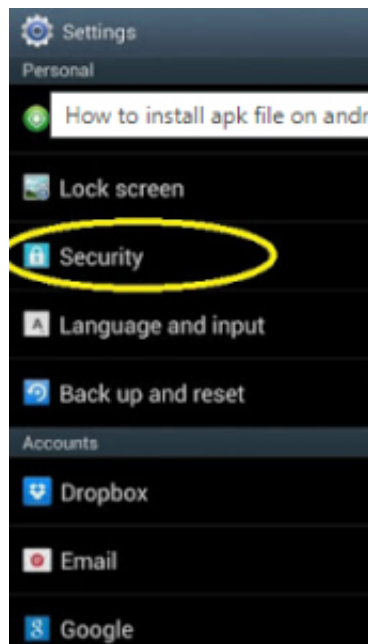 Settings
Personal
How to install apk file on andr
Lock screen
Security
A Language and input
Back up and reset
Accounts
Dropbox
@ Email
8 Google